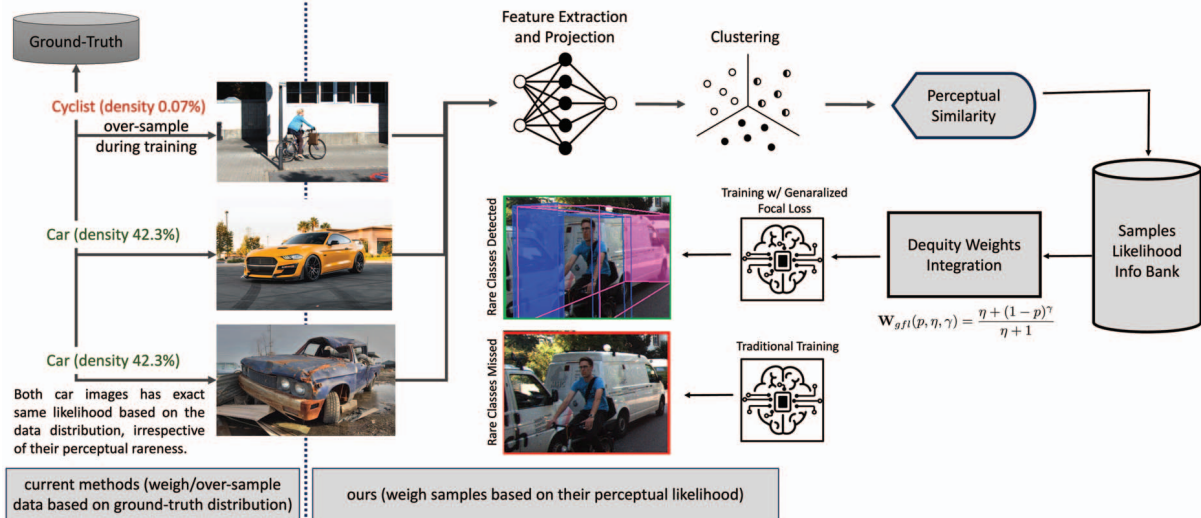 Ground-Truth
Cyclist (density 0.07%)
over-sample
during training
Car (density 42.3%)
Car (density 42.3%)
Both car images has exact
same likelihood based on the
data distribution, irrespective
of their perceptual rareness.
current methods (weigh/over-sample
data based on ground-truth distribution)
Feature Extraction
and Projection
Clustering
Perceptual
Similarity
Samples
Likelihood
Info Bank
Dequity Weights
Integration
W_{gfl}(p, η, γ) = \frac{η + (1 − p)^γ}{η + 1}
Training w/ Genaralized
Focal Loss
Rare Classes Detected
Traditional Training
Rare Classes Missed
ours (weigh samples based on their perceptual likelihood)